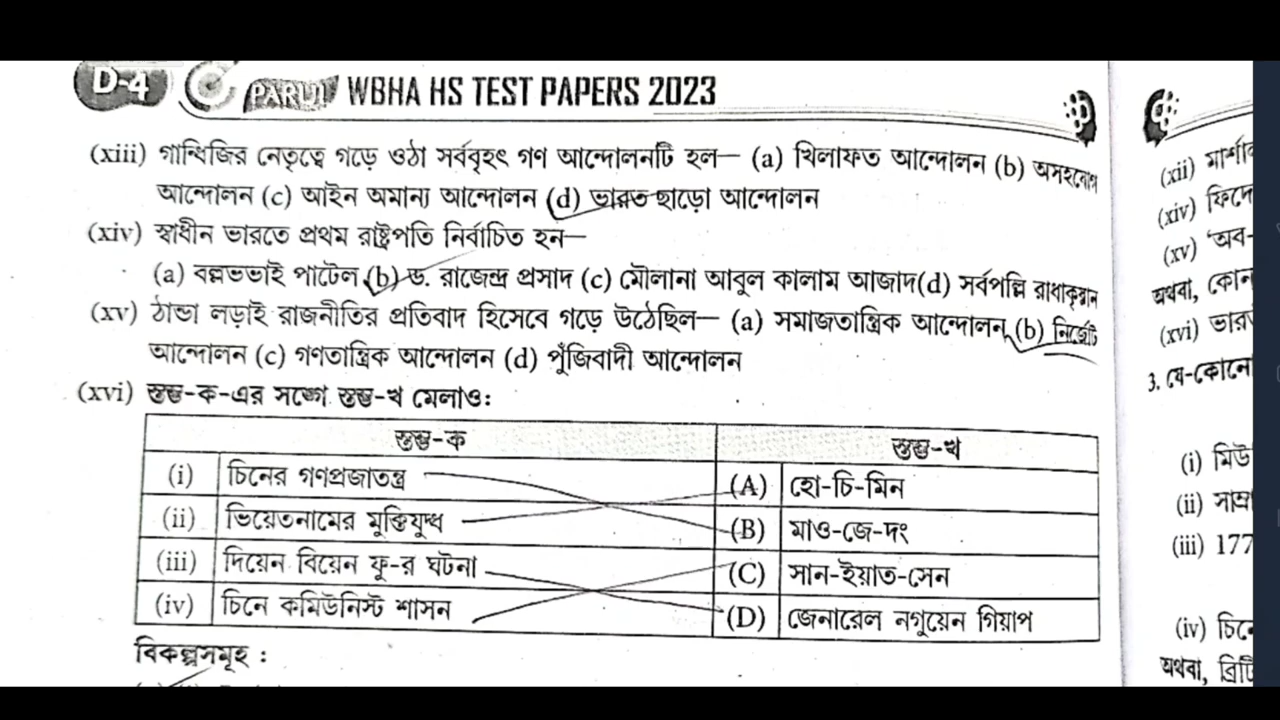 D-4 PARUL WBHA HS TEST PAPERS 2023
(xiii) গান্ধিজির নেতৃত্বে গড়ে ওঠা সর্ববৃহৎ গণ আন্দোলনটি হল— (a) খিলাফত আন্দোলন (b) অসহযোগ
আন্দোলন (c) আইন অমান্য আন্দোলন (d) ভারত ছাড়ো আন্দোলন
(xiv) স্বাধীন ভারতে প্রথম রাষ্ট্রপতি নির্বাচিত হন—
(a) বল্লভভাই পাটেল (b) ড. রাজেন্দ্র প্রসাদ (c) মৌলানা আবুল কালাম আজাদ(d) সর্বপল্লি রাধাকৃষ্ণান
(xv) ঠান্ডা লড়াই রাজনীতির প্রতিবাদ হিসেবে গড়ে উঠেছিল— (a) সমাজতান্ত্রিক আন্দোলন (b) নির্জোট
আন্দোলন (c) গণতান্ত্রিক আন্দোলন (d) পুঁজিবাদী আন্দোলন
(xvi) স্তম্ভ-ক-এর সঙ্গে স্তম্ভ-খ মেলাও:
স্তম্ভ-ক স্তম্ভ-খ
(i) চিনের গণপ্রজাতন্ত্র (A) হো-চি-মিন
(ii) ভিয়েতনামের মুক্তিযুদ্ধ (B) মাও-জে-দং
(iii) দিয়েন বিয়েন ফু-র ঘটনা (C) সান-ইয়াত-সেন
(iv) চিনে কমিউনিস্ট শাসন (D) জেনারেল নগুয়েন গিয়াপ
বিকল্পসমূহ :
(xii)
(xiv)
(xv) 'অব-
অথবা, কোন
(xvi) ভার
3. যে-কোনো
(i) মিউ
(ii) সাম্রা
(iii) 177
(iv) চিনে
অথবা, ব্রিটি